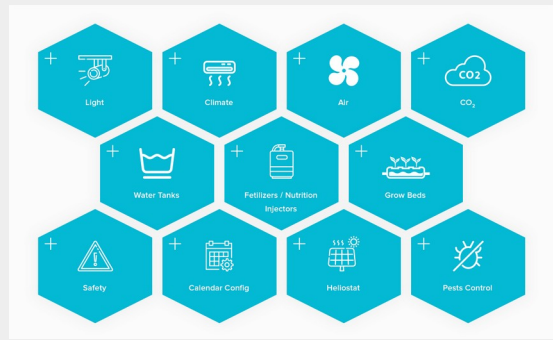 Light
Climate
Air
CO2
CO₂
Water Tanks
Fetilizers / Nutrition
Injectors
Grow Beds
Safety
Calendar Config
Heliostat
Pests Control